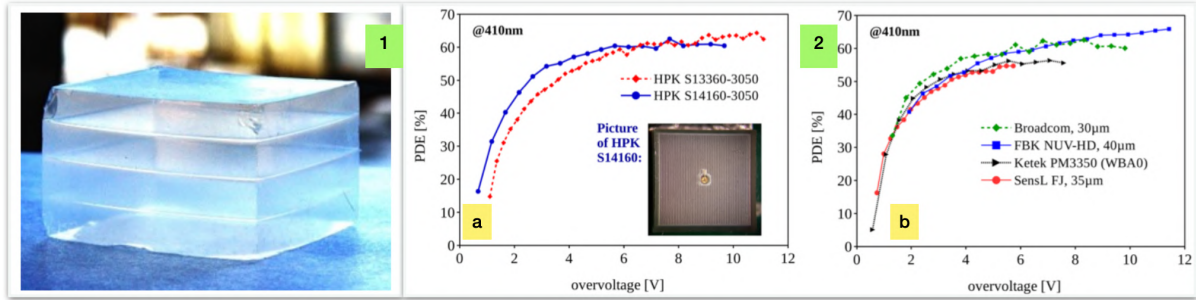 1
@410nm
70
60
50
40
30
20
10
0
PDE [%]
HPK S13360-3050
HPK S14160-3050
Picture
of HPK
S14160:
a
0 2 4 6 8 10 12
overvoltage [V]
2
@410nm
70
60
50
40
30
20
10
0
PDE [%]
Broadcom, 30μm
FBK NUV-HD, 40μm
Ketek PM3350 (WBA0)
SensL FJ, 35μm
b
0 2 4 6 8 10 12
overvoltage [V]